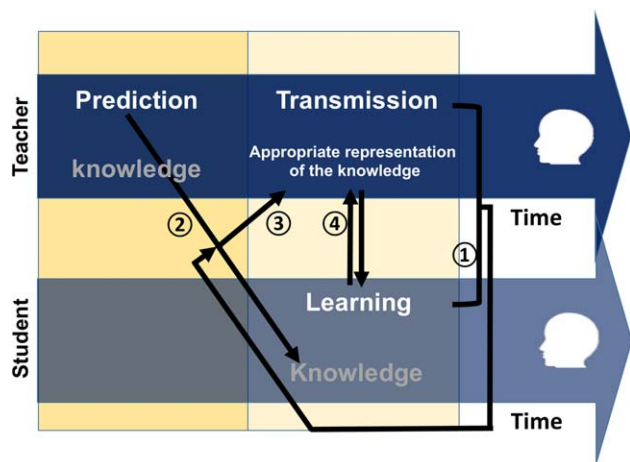 Teacher
Prediction
Transmission
knowledge
Appropriate representation
of the knowledge
②
③
④
①
Time
Student
Learning
Knowledge
Time